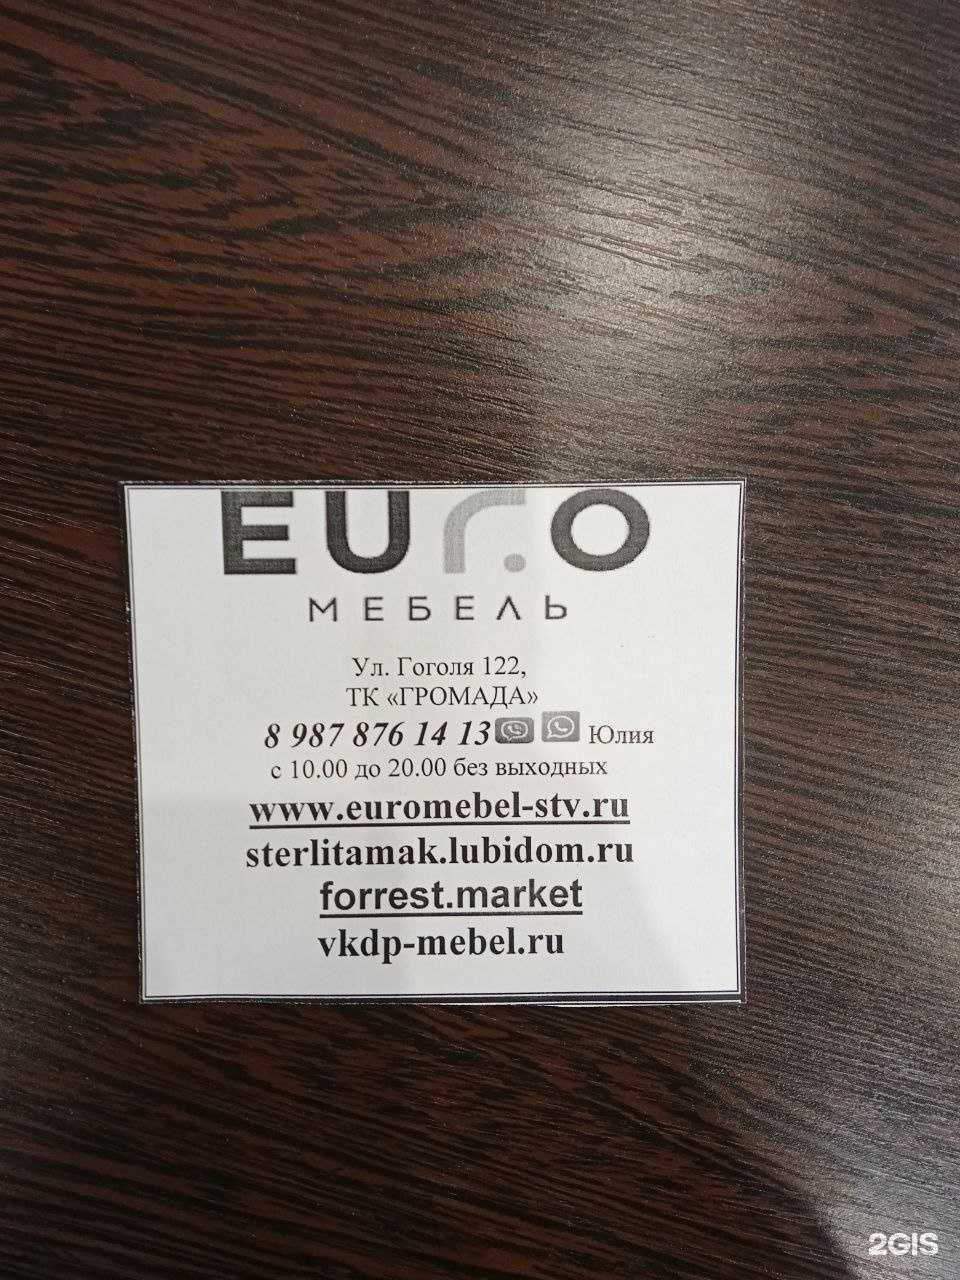 EURO
МЕБЕЛЬ
Ул. Гоголя 122,
ТК «ГРОМАДА»
8 987 876 14 13 Юлия
с 10.00 до 20.00 без выходных
www.euromebel-stv.ru
sterlitamak.lubidom.ru
forrest.market
vkdp-mebel.ru
2GIS